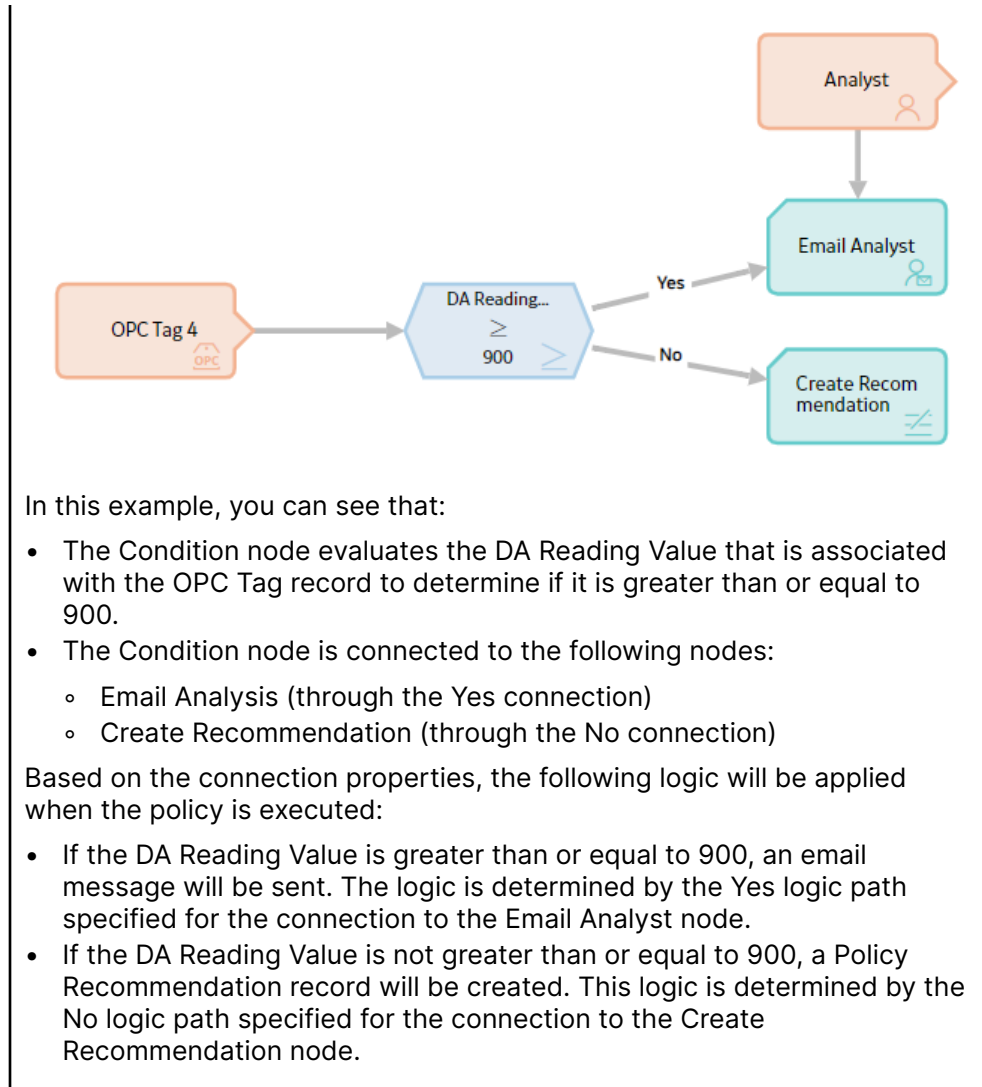 Analyst
Email Analyst
Yes
DA Reading...
≥
900
OPC Tag 4
OPC
No
Create Recom
mendation
In this example, you can see that:
• The Condition node evaluates the DA Reading Value that is associated
with the OPC Tag record to determine if it is greater than or equal to
900.
• The Condition node is connected to the following nodes:
◦ Email Analysis (through the Yes connection)
◦ Create Recommendation (through the No connection)
Based on the connection properties, the following logic will be applied
when the policy is executed:
• If the DA Reading Value is greater than or equal to 900, an email
message will be sent. The logic is determined by the Yes logic path
specified for the connection to the Email Analyst node.
• If the DA Reading Value is not greater than or equal to 900, a Policy
Recommendation record will be created. This logic is determined by the
No logic path specified for the connection to the Create
Recommendation node.